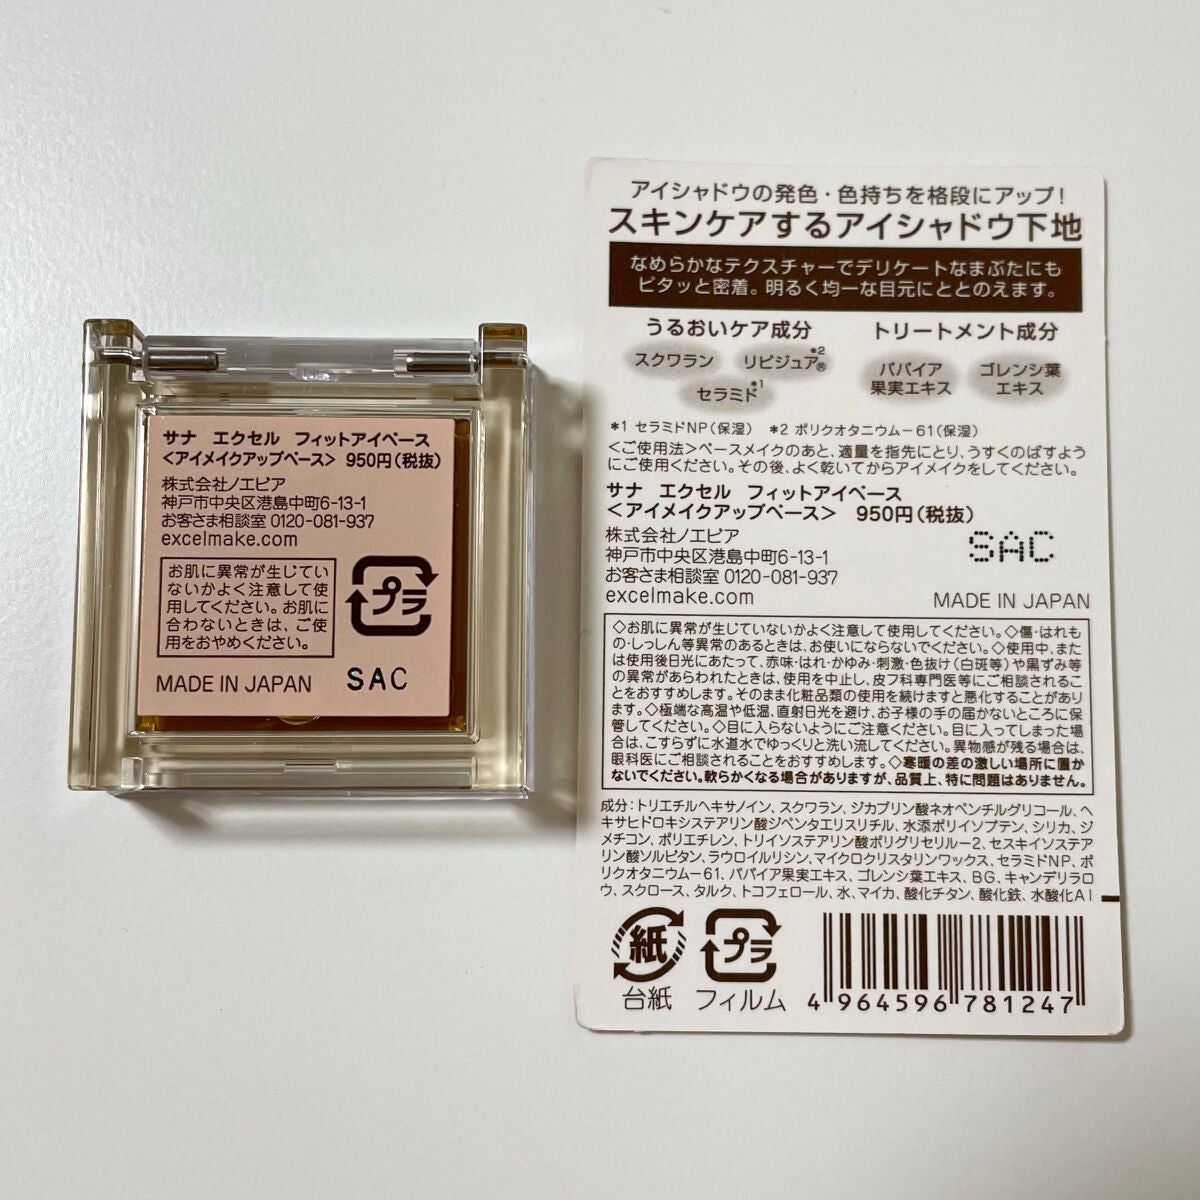 サナ エクセル フィットアイベース
<アイメイクアップベース> 950円(税抜)
株式会社ノエビア
神戸市中央区港島中町6-13-1
お客さま相談室 0120-081-937
excelmake.com
お肌に異常が生じてい
ないかよく注意して使
用してください。お肌に
合わないときは、ご使
用をおやめください。
プラ
MADE IN JAPAN SAC
アイシャドウの発色・色持ちを格段にアップ!
スキンケアするアイシャドウ下地
なめらかなテクスチャーでデリケートなまぶたにも
ピタッと密着。明るく均一な目元にととのえます。
うるおいケア成分
スクワラン リピジュア®*2
セラミド*1
トリートメント成分
パパイア
果実エキス
ゴレンシ葉
エキス
*1 セラミドNP(保湿) *2 ポリクオタニウム-61(保湿)
<ご使用法>ベースメイクのあと、適量を指先にとり、うすくのばすよう
にご使用ください。その後、よく乾いてからアイメイクをしてください。
サナ エクセル フィットアイベース
<アイメイクアップベース> 950円(税抜)
株式会社ノエビア
神戸市中央区港島中町6-13-1
お客さま相談室 0120-081-937
excelmake.com
SAC
MADE IN JAPAN
◇お肌に異常が生じていないかよく注意して使用してください。◇傷・はれも
の・しっしん等異常のあるときは、お使いにならないでください。◇使用中、また
は使用後日光にあたって、赤味・はれ・かゆみ・刺激・色抜け(白斑等)や黒ずみ等
の異常があらわれたときは、使用を中止し、皮フ科専門医等にご相談されること
をおすすめします。そのまま化粧品類の使用を続けますと悪化することがあり
ます。◇極端な高温や低温、直射日光を避け、お子様の手の届かないところに保
管してください。◇目に入らないようにご注意ください。目に入ってしまった場
合は、こすらずに水道水でゆっくりと洗い流してください。異物感が残る場合は、
眼科医にご相談されることをおすすめします。◇寒暖の差の激しい場所に置か
ないでください。軟らかくなる場合がありますが、品質上、特に問題はありません。
成分:トリエチルヘキサノイン、スクワラン、ジカプリン酸ネオペンチルグリコール、ヘ
キサヒドロキシステアリン酸ジペンタエリスリチル、水添ポリイソブテン、シリカ、ジ
メチコン、ポリエチレン、トリイソステアリン酸ポリグリセリル-2、セスキイソステア
リン酸ソルビタン、ラウロイルリシン、マイクロクリスタリンワックス、セラミドNP、ポ
リクオタニウム-61、パパイア果実エキス、ゴレンシ葉エキス、BG、キャンデリラロ
ウ、スクロース、タルク、トコフェロール、水、マイカ、酸化チタン、酸化鉄、水酸化Al
紙 プラ
台紙 フィルム
4 964596 781247